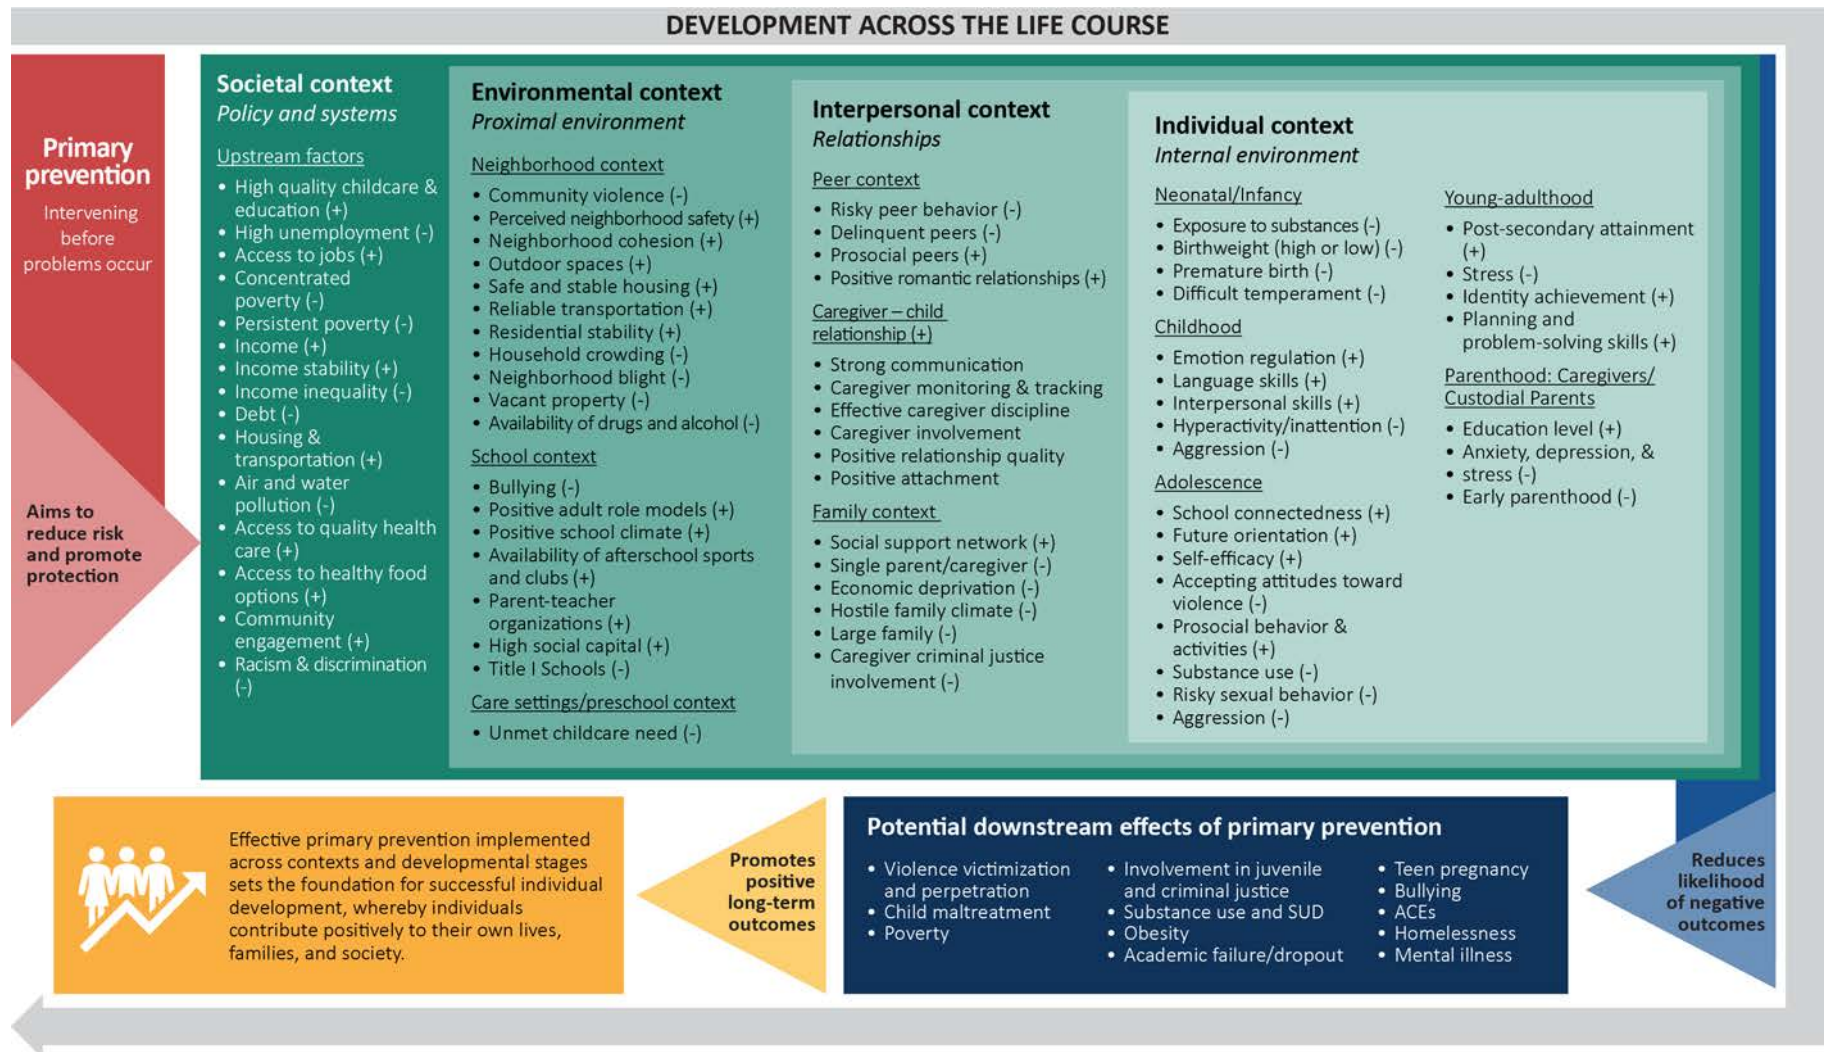 DEVELOPMENT ACROSS THE LIFE COURSE
Primary
prevention
Intervening
before
problems occur
Aims to
reduce risk
and promote
protection
Societal context
Policy and systems
Upstream factors
• High quality childcare &
education (+)
• High unemployment (-)
• Access to jobs (+)
• Concentrated
poverty (-)
• Persistent poverty (-)
• Income (+)
• Income stability (+)
• Income inequality (-)
• Debt (-)
• Housing &
transportation (+)
• Air and water
pollution (-)
• Access to quality health
care (+)
• Access to healthy food
options (+)
• Community
engagement (+)
• Racism & discrimination
(-)
Environmental context
Proximal environment
Neighborhood context
• Community violence (-)
• Perceived neighborhood safety (+)
• Neighborhood cohesion (+)
• Outdoor spaces (+)
• Safe and stable housing (+)
• Reliable transportation (+)
• Residential stability (+)
• Household crowding (-)
• Neighborhood blight (-)
• Vacant property (-)
• Availability of drugs and alcohol (-)
School context
• Bullying (-)
• Positive adult role models (+)
• Positive school climate (+)
• Availability of afterschool sports
and clubs (+)
• Parent-teacher
organizations (+)
• High social capital (+)
• Title I Schools (-)
Care settings/preschool context
• Unmet childcare need (-)
Interpersonal context
Relationships
Peer context
• Risky peer behavior (-)
• Delinquent peers (-)
• Prosocial peers (+)
• Positive romantic relationships (+)
Caregiver – child
relationship (+)
• Strong communication
• Caregiver monitoring & tracking
• Effective caregiver discipline
• Caregiver involvement
• Positive relationship quality
• Positive attachment
Family context
• Social support network (+)
• Single parent/caregiver (-)
• Economic deprivation (-)
• Hostile family climate (-)
• Large family (-)
• Caregiver criminal justice
involvement (-)
Individual context
Internal environment
Neonatal/Infancy
• Exposure to substances (-)
• Birthweight (high or low) (-)
• Premature birth (-)
• Difficult temperament (-)
Childhood
• Emotion regulation (+)
• Language skills (+)
• Interpersonal skills (+)
• Hyperactivity/inattention (-)
• Aggression (-)
Adolescence
• School connectedness (+)
• Future orientation (+)
• Self-efficacy (+)
• Accepting attitudes toward
violence (-)
• Prosocial behavior &
activities (+)
• Substance use (-)
• Risky sexual behavior (-)
• Aggression (-)
Young-adulthood
• Post-secondary attainment
(+)
• Stress (-)
• Identity achievement (+)
• Planning and
problem-solving skills (+)
Parenthood: Caregivers/
Custodial Parents
• Education level (+)
• Anxiety, depression, &
• stress (-)
• Early parenthood (-)
Reduces
likelihood
of negative
outcomes
Potential downstream effects of primary prevention
• Violence victimization
and perpetration
• Child maltreatment
• Poverty
• Involvement in juvenile
and criminal justice
• Substance use and SUD
• Obesity
• Academic failure/dropout
• Teen pregnancy
• Bullying
• ACEs
• Homelessness
• Mental illness
Promotes
positive
long-term
outcomes
Effective primary prevention implemented
across contexts and developmental stages
sets the foundation for successful individual
development, whereby individuals
contribute positively to their own lives,
families, and society.